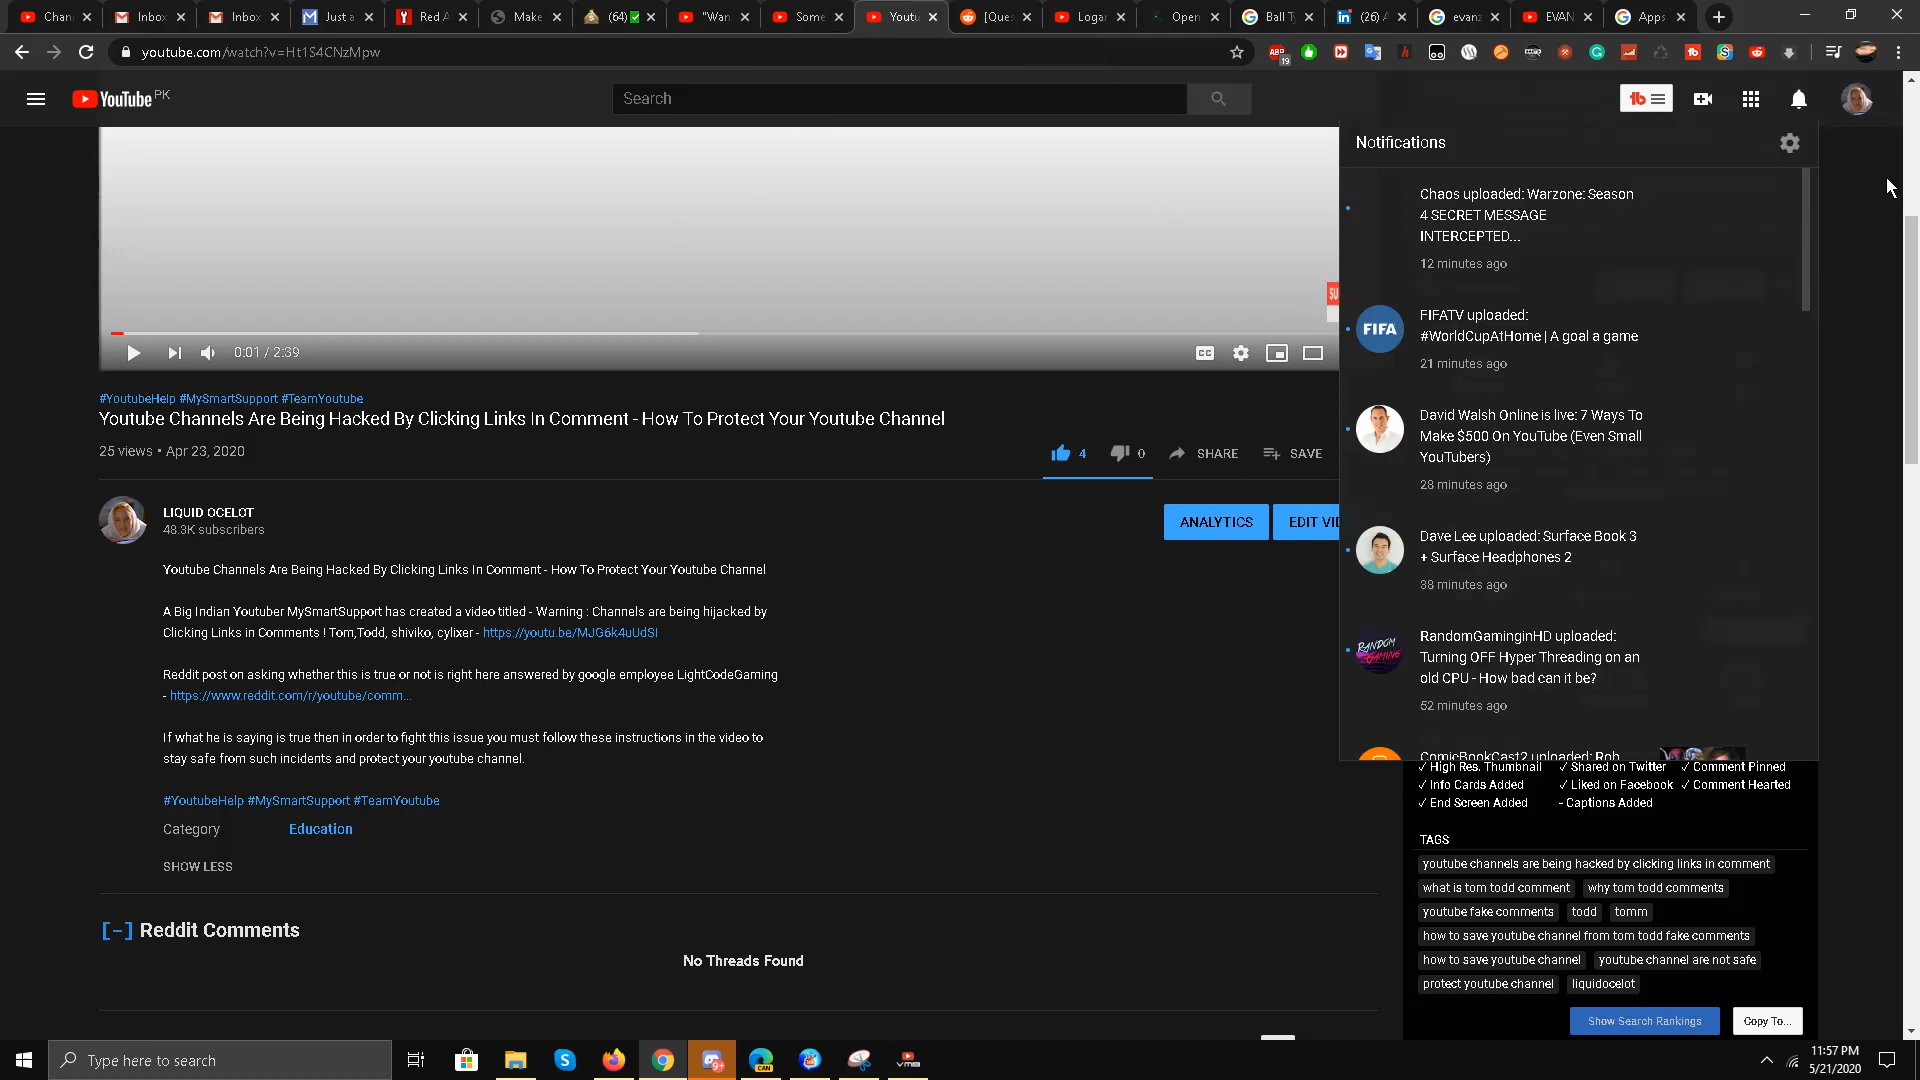 Chan
Inbox
Inbox
Just a
Red A
Make
(64)
"Wan
Some
Youtu
[Ques
Logar
Open
Ball T
(26) A
evanz
EVAN
Apps
youtube.com/watch?v=Ht1S4CNzMpw
ABP
19
YouTube PK
Search
tb
Notifications
Chaos uploaded: Warzone: Season
4 SECRET MESSAGE
INTERCEPTED...
12 minutes ago
FIFA
FIFATV uploaded:
#WorldCupAtHome | A goal a game
21 minutes ago
David Walsh Online is live: 7 Ways To
Make $500 On YouTube (Even Small
YouTubers)
28 minutes ago
Dave Lee uploaded: Surface Book 3
+ Surface Headphones 2
38 minutes ago
RANDOM
GAMING
RandomGaminginHD uploaded:
Turning OFF Hyper Threading on an
old CPU - How bad can it be?
52 minutes ago
ComicBookCast2 uploaded: Rob
SU
0:01 / 2:39
CC
#YoutubeHelp #MySmartSupport #TeamYoutube
Youtube Channels Are Being Hacked By Clicking Links In Comment - How To Protect Your Youtube Channel
25 views • Apr 23, 2020
4
0
SHARE
SAVE
LIQUID OCELOT
48.3K subscribers
ANALYTICS
EDIT VI
Youtube Channels Are Being Hacked By Clicking Links In Comment - How To Protect Your Youtube Channel
A Big Indian Youtuber MySmartSupport has created a video titled - Warning : Channels are being hijacked by
Clicking Links in Comments ! Tom,Todd, shiviko, cylixer - https://youtu.be/MJG6k4uUdSI
Reddit post on asking whether this is true or not is right here answered by google employee LightCodeGaming
- https://www.reddit.com/r/youtube/comm...
If what he is saying is true then in order to fight this issue you must follow these instructions in the video to
stay safe from such incidents and protect your youtube channel.
#YoutubeHelp #MySmartSupport #TeamYoutube
Category
Education
SHOW LESS
[-] Reddit Comments
No Threads Found
✓ High Res. Thumbnail
✓ Shared on Twitter
✓ Comment Pinned
✓ Info Cards Added
✓ Liked on Facebook
✓ Comment Hearted
✓ End Screen Added
- Captions Added
TAGS
youtube channels are being hacked by clicking links in comment
what is tom todd comment
why tom todd comments
youtube fake comments
todd
tomm
how to save youtube channel from tom todd fake comments
how to save youtube channel
youtube channel are not safe
protect youtube channel
liquidocelot
Show Search Rankings
Copy To...
Type here to search
9+
CAN
11:57 PM
5/21/2020